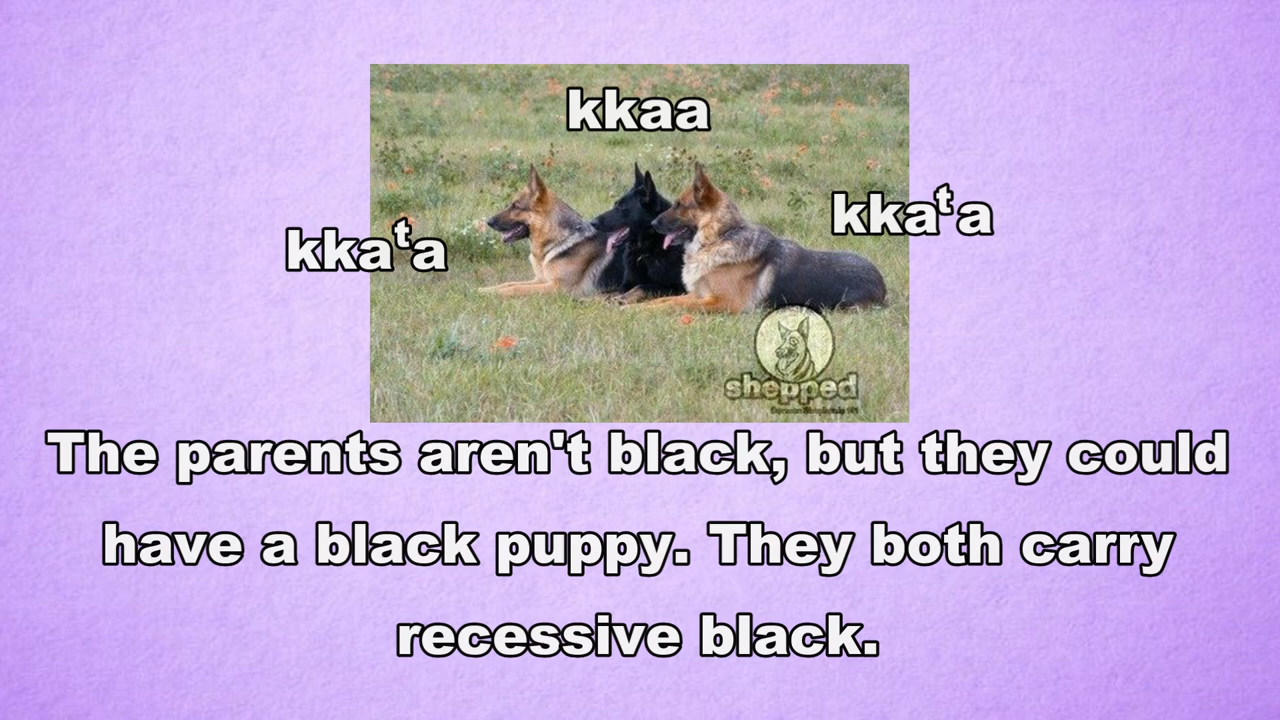 kkaa
kkaᵗa
kkaᵗa
shepped
The parents aren't black, but they could
have a black puppy. They both carry
recessive black.